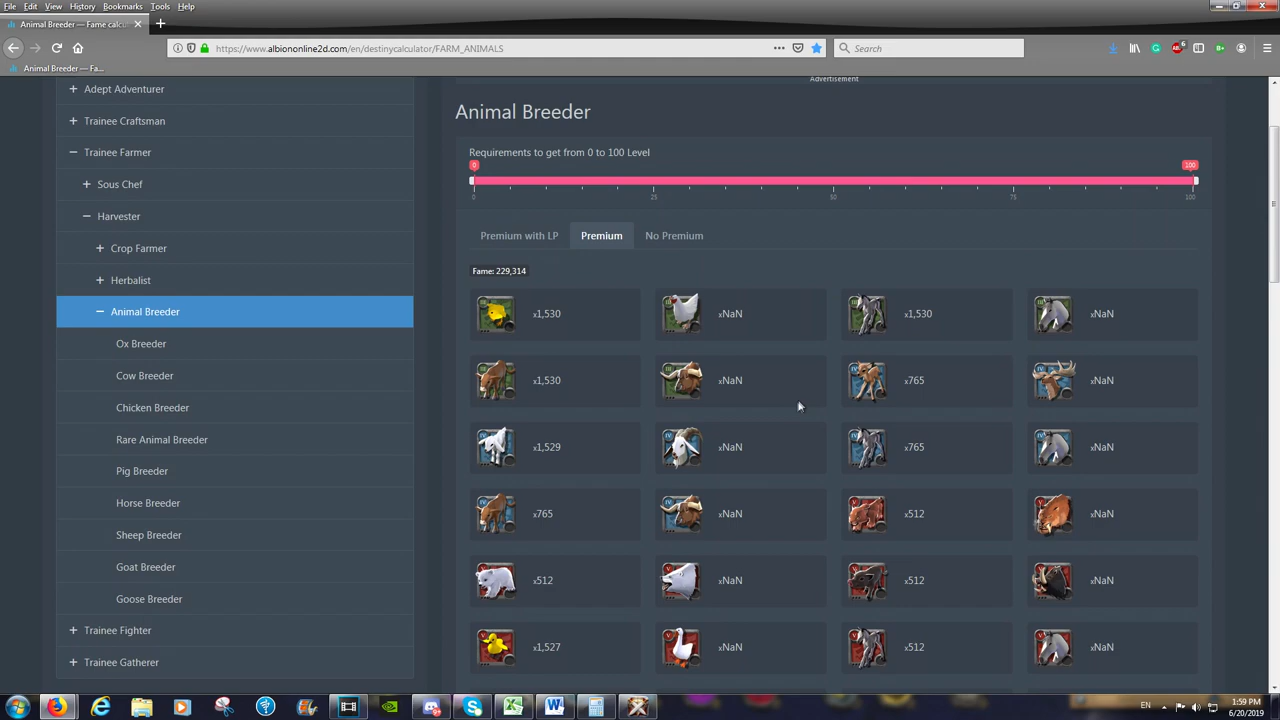 File Edit View History Bookmarks Tools Help
Animal Breeder — Fame calcu
https://www.albiononline2d.com/en/destinycalculator/FARM_ANIMALS
Search
6
Animal Breeder — Fa...
Adept Adventurer
Trainee Craftsman
Trainee Farmer
Sous Chef
Harvester
Crop Farmer
Herbalist
Animal Breeder
Ox Breeder
Cow Breeder
Chicken Breeder
Rare Animal Breeder
Pig Breeder
Horse Breeder
Sheep Breeder
Goat Breeder
Goose Breeder
Trainee Fighter
Trainee Gatherer
Advertisement
Animal Breeder
Requirements to get from 0 to 100 Level
0 100
0 25 50 75 100
Premium with LP Premium No Premium
Fame: 229,314
x1,530 xNaN x1,530 xNaN
x1,530 xNaN x765 xNaN
x1,529 xNaN x765 xNaN
x765 xNaN x512 xNaN
x512 xNaN x512 xNaN
x1,527 xNaN x512 xNaN
EN
1:59 PM
6/20/2019